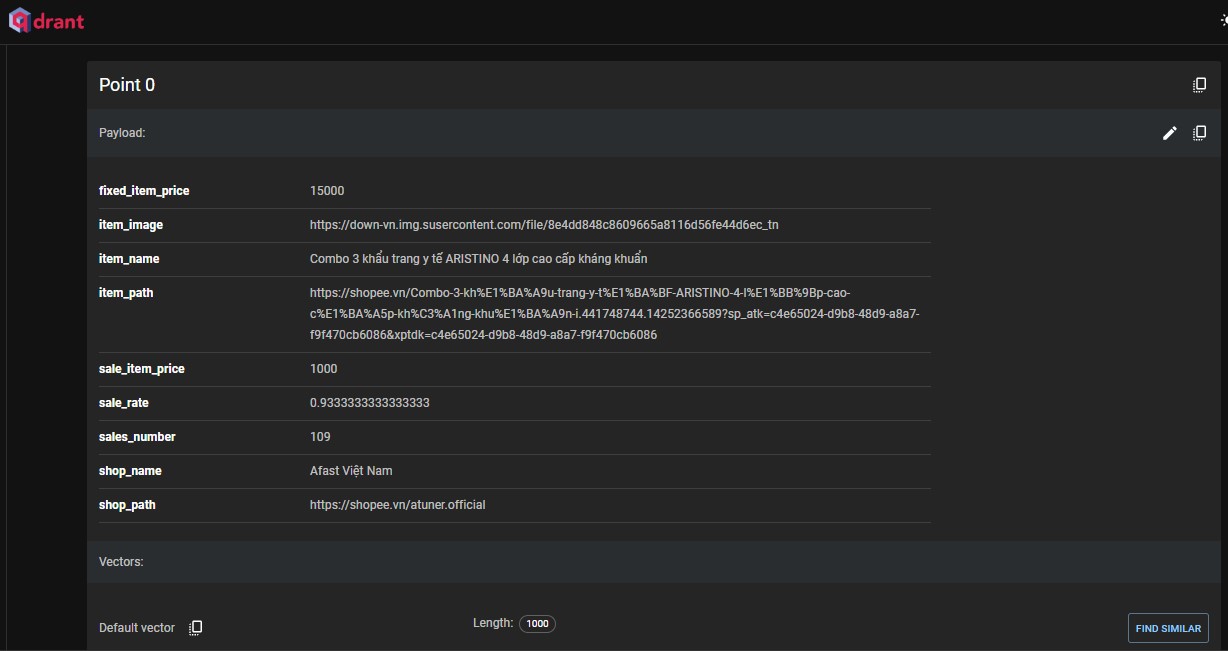 qdrant
Point 0
Payload:
fixed_item_price 15000
item_image https://down-vn.img.susercontent.com/file/8e4dd848c8609665a8116d56fe44d6ec_tn
item_name Combo 3 khẩu trang y tế ARISTINO 4 lớp cao cấp kháng khuẩn
item_path https://shopee.vn/Combo-3-kh%E1%BA%A9u-trang-y-t%E1%BA%BF-ARISTINO-4-l%E1%BB%9Bp-cao-
c%E1%BA%A5p-kh%C3%A1ng-khu%E1%BA%A9n-i.441748744.14252366589?sp_atk=c4e65024-d9b8-48d9-a8a7-
f9f470cb6086&xptdk=c4e65024-d9b8-48d9-a8a7-f9f470cb6086
sale_item_price 1000
sale_rate 0.9333333333333333
sales_number 109
shop_name Afast Việt Nam
shop_path https://shopee.vn/atuner.official
Vectors:
Default vector Length: 1000 FIND SIMILAR